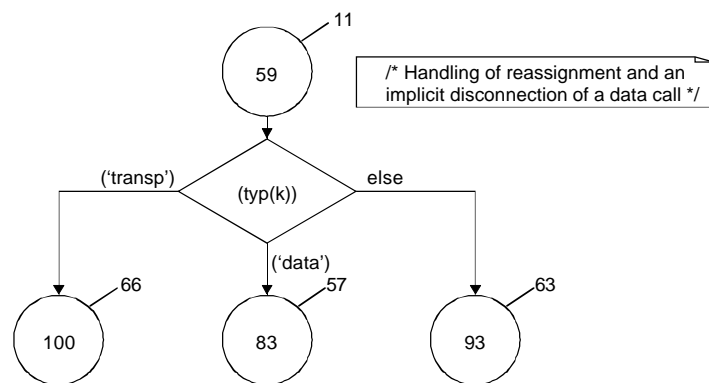 11
59
/* Handling of reassignment and an
implicit disconnection of a data call */
(‘transp’)
(typ(k))
else
(‘data’)
66
57
63
100
83
93